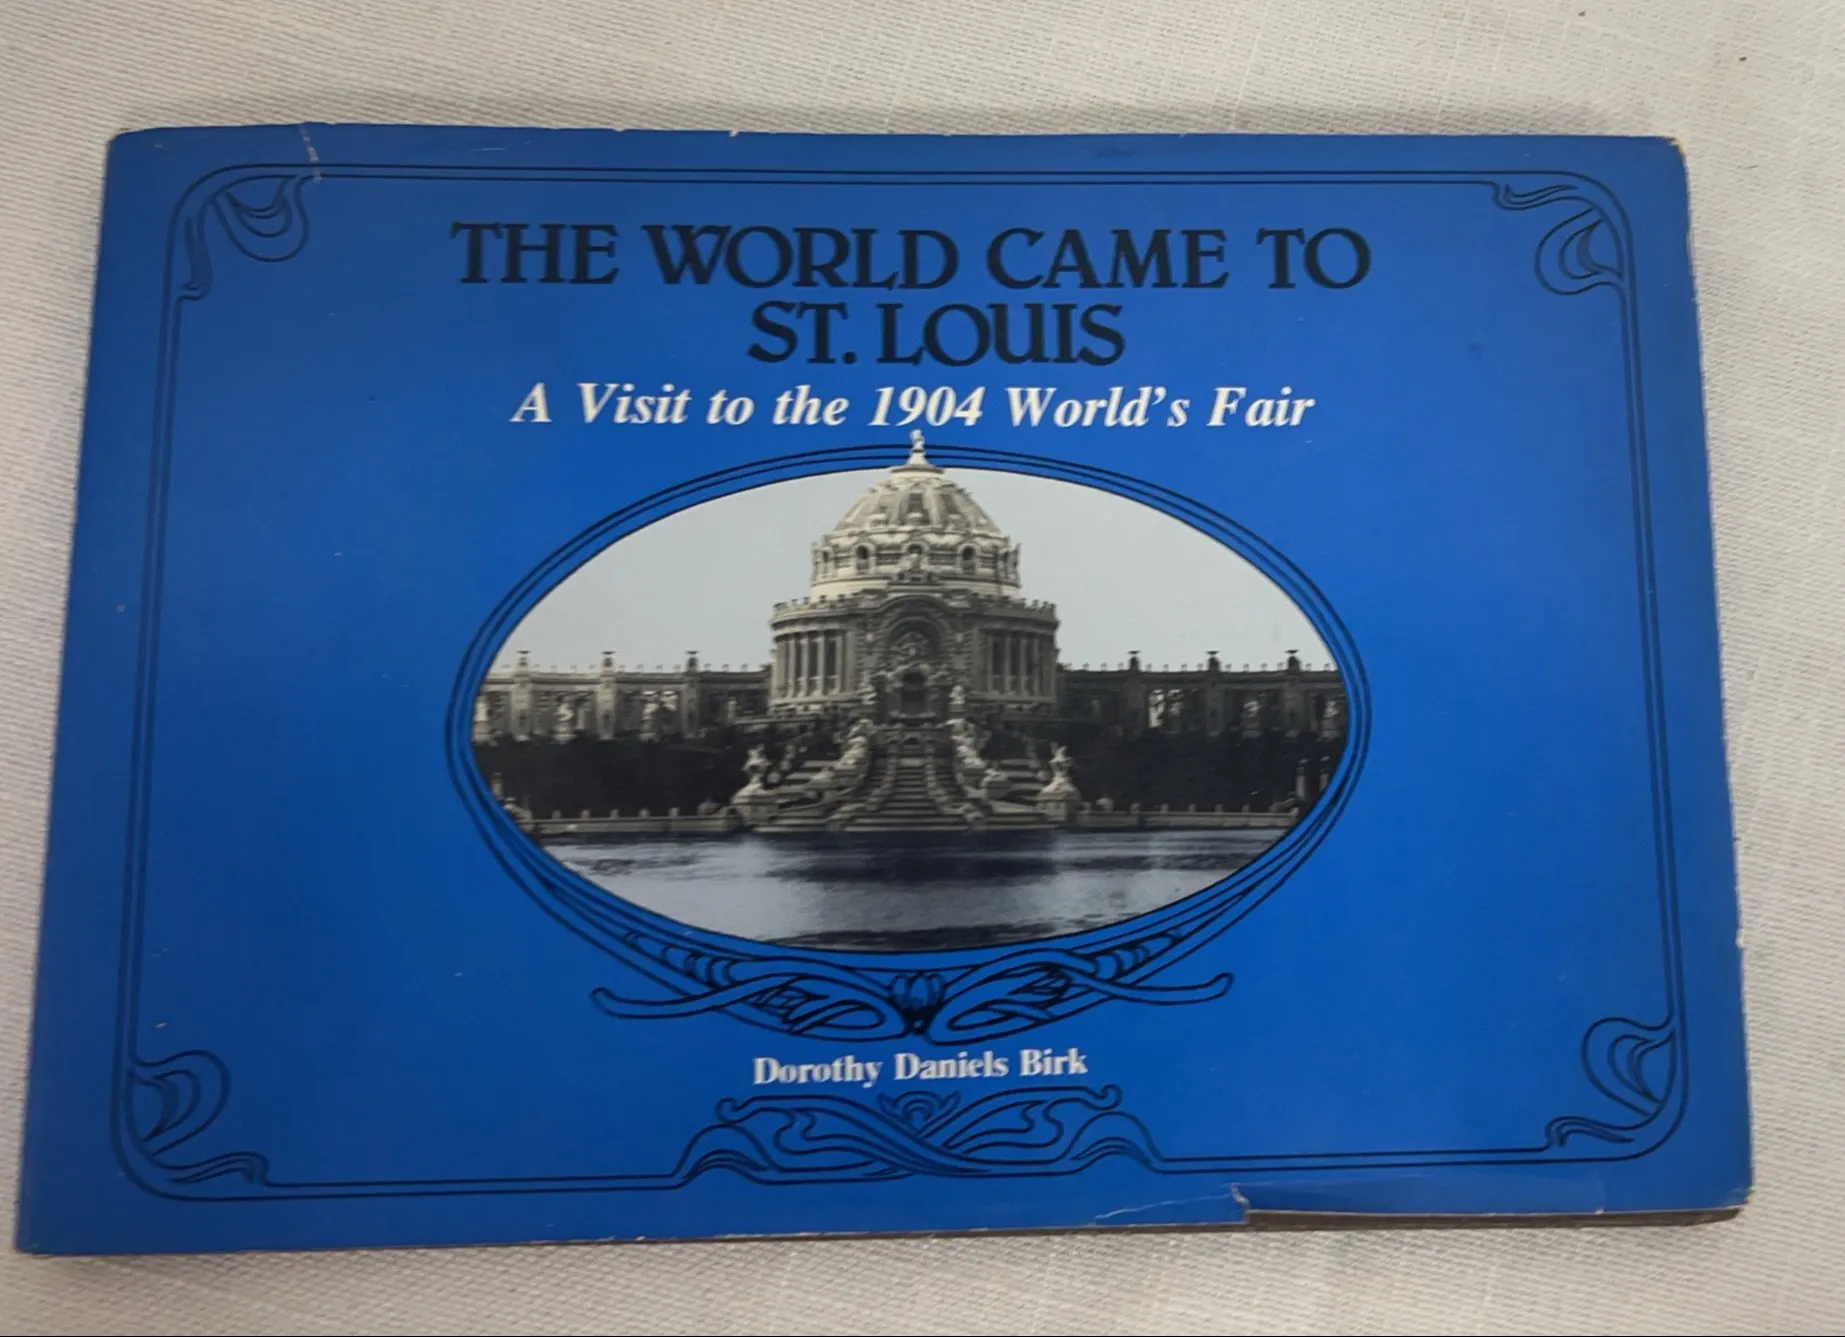 THE WORLD CAME TO
ST. LOUIS
A Visit to the 1904 World's Fair
Dorothy Daniels Birk